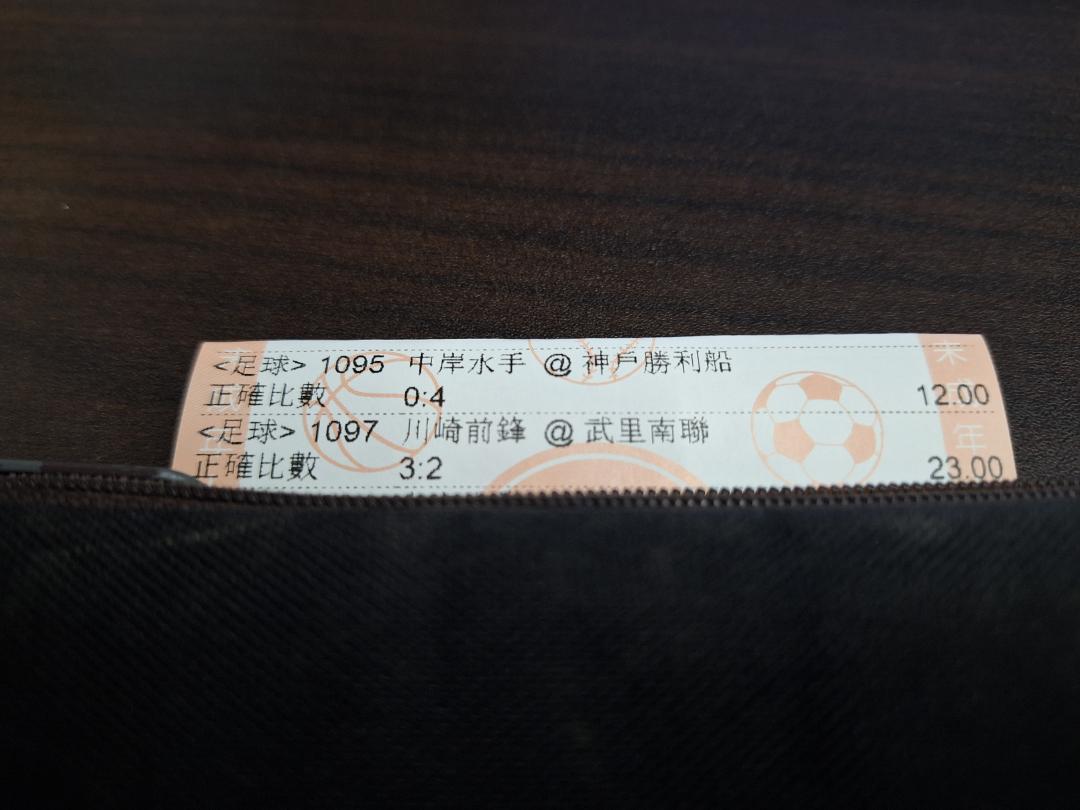 <足球> 1095 中岸水手 @ 神戶勝利船
正確比數 0:4 12.00
<足球> 1097 川崎前鋒 @ 武里南聯
正確比數 3:2 23.00
未
年